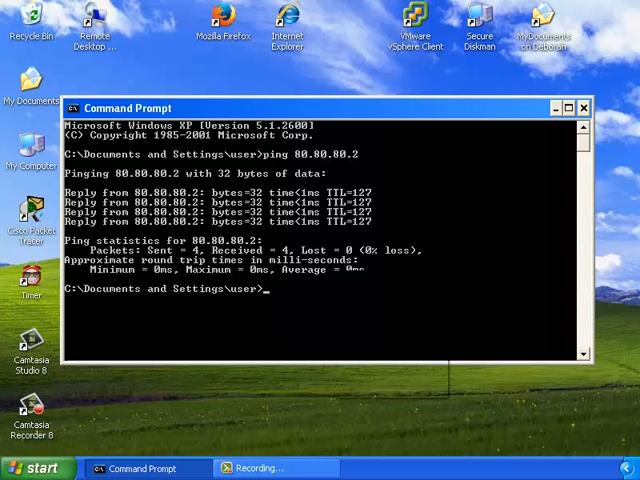 Recycle Bin
Remote
Desktop ...
Mozilla Firefox
Internet
Explorer
VMware
vSphere Client
Secure
Diskman
MyDocuments
on Deborah
My Documents
My Computer
Cisco Packet
Tracer
Timer
Camtasia
Studio 8
Camtasia
Recorder 8
Command Prompt
Microsoft Windows XP [Version 5.1.2600]
(C) Copyright 1985-2001 Microsoft Corp.
C:\Documents and Settings\user>ping 80.80.80.2
Pinging 80.80.80.2 with 32 bytes of data:
Reply from 80.80.80.2: bytes=32 time<1ms TTL=127
Reply from 80.80.80.2: bytes=32 time<1ms TTL=127
Reply from 80.80.80.2: bytes=32 time<1ms TTL=127
Reply from 80.80.80.2: bytes=32 time<1ms TTL=127
Ping statistics for 80.80.80.2:
Packets: Sent = 4, Received = 4, Lost = 0 (0% loss),
Approximate round trip times in milli-seconds:
Minimum = 0ms, Maximum = 0ms, Average = 0ms
C:\Documents and Settings\user>_
start
C:\ Command Prompt
Recording...